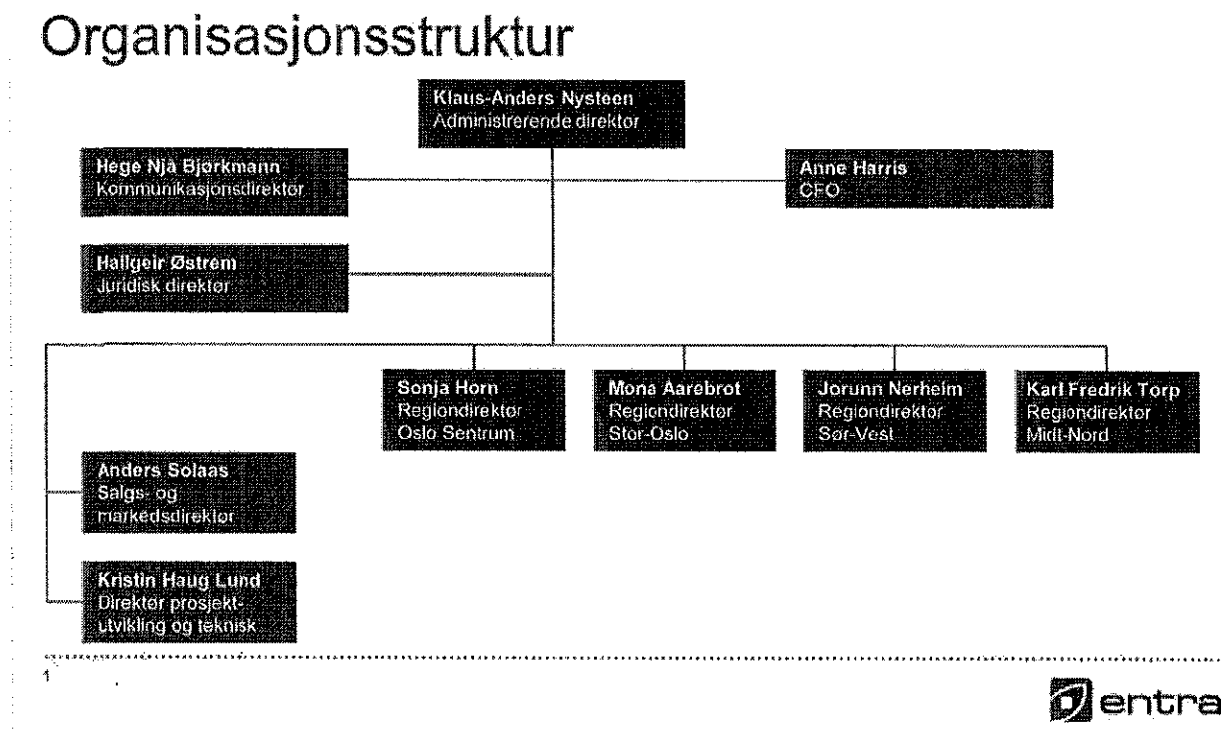 Organisasjonsstruktur
Klaus-Anders Nysteen
Administrerende direktør
Hege Njå Bjørkmann
Kommunikasjonsdirektør
Anne Harris
CFO
Hallgeir Østrem
Juridisk direktør
Sonja Horn
Regiondirektør
Oslo Sentrum
Mona Aarebrot
Regiondirektør
Stor-Oslo
Jorunn Nerheim
Regiondirektør
Sør-Vest
Karl Fredrik Torp
Regiondirektør
Midt-Nord
Anders Solaas
Salgs- og
markedsdirektør
Kristin Haug Lund
Direktør prosjekt-
utvikling og teknisk
1
entra